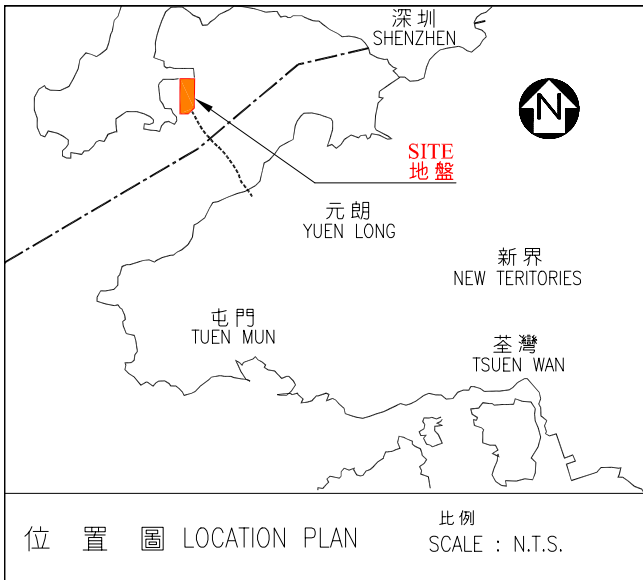 深圳
SHENZHEN
N
SITE
地盤
元朗
YUEN LONG
新界
NEW TERITORIES
屯門
TUEN MUN
荃灣
TSUEN WAN
位置圖 LOCATION PLAN
比例
SCALE : N.T.S.